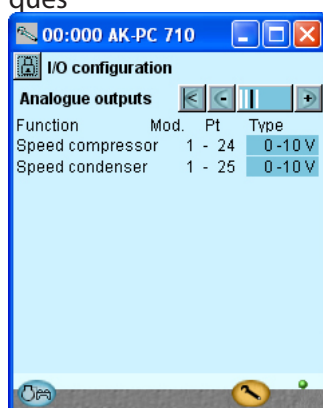 ques
00:000 AK-PC 710
I/O configuration
Analogue outputs
Function Mod. Pt Type
Speed compressor 1 - 24 0-10 V
Speed condenser 1 - 25 0-10 V